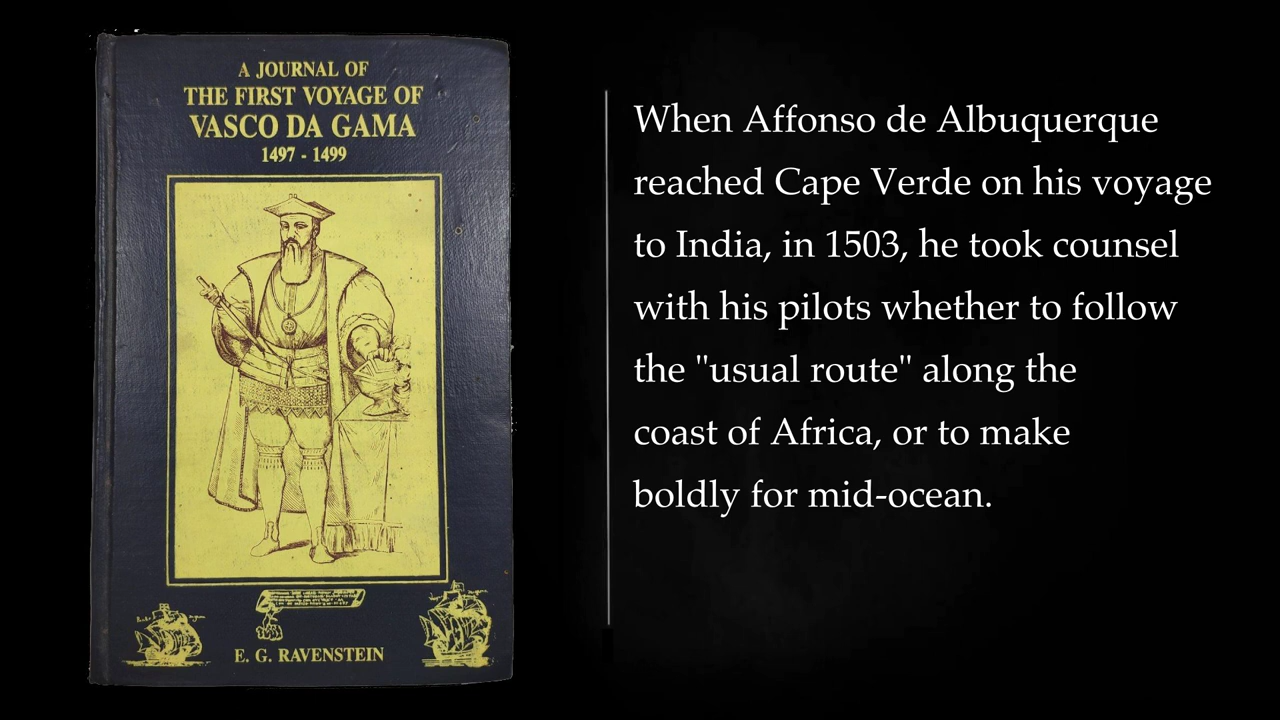 A JOURNAL OF
THE FIRST VOYAGE OF
VASCO DA GAMA
1497 - 1499
E. G. RAVENSTEIN
When Affonso de Albuquerque
reached Cape Verde on his voyage
to India, in 1503, he took counsel
with his pilots whether to follow
the "usual route" along the
coast of Africa, or to make
boldly for mid-ocean.